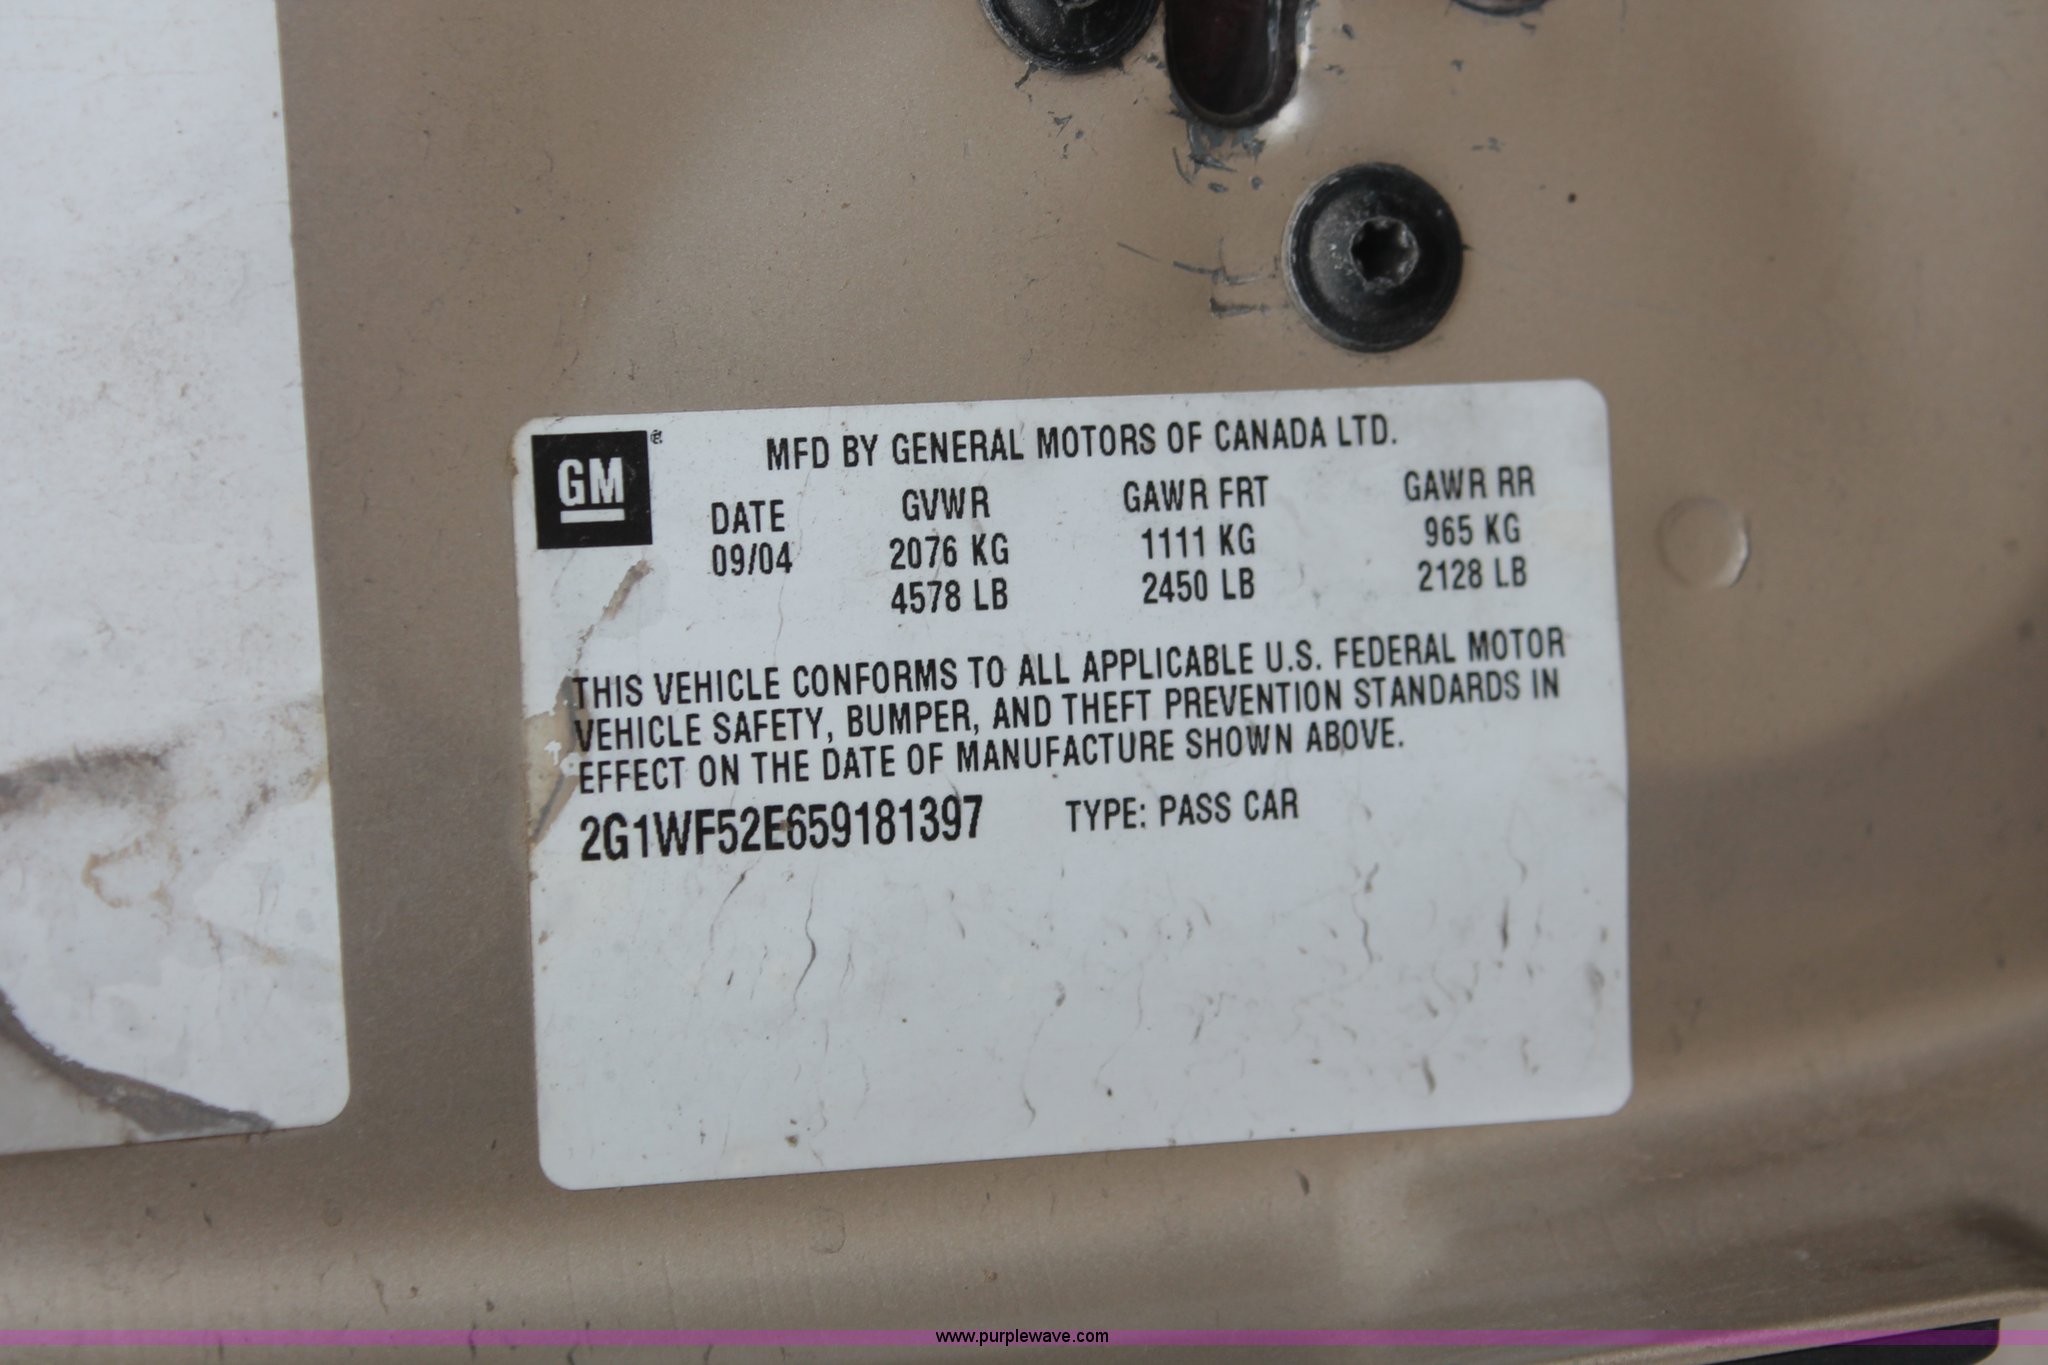 GM ®
MFD BY GENERAL MOTORS OF CANADA LTD.
DATE GVWR GAWR FRT GAWR RR
09/04 2076 KG 1111 KG 965 KG
4578 LB 2450 LB 2128 LB
THIS VEHICLE CONFORMS TO ALL APPLICABLE U.S. FEDERAL MOTOR
VEHICLE SAFETY, BUMPER, AND THEFT PREVENTION STANDARDS IN
EFFECT ON THE DATE OF MANUFACTURE SHOWN ABOVE.
2G1WF52E659181397 TYPE: PASS CAR
www.purplewave.com